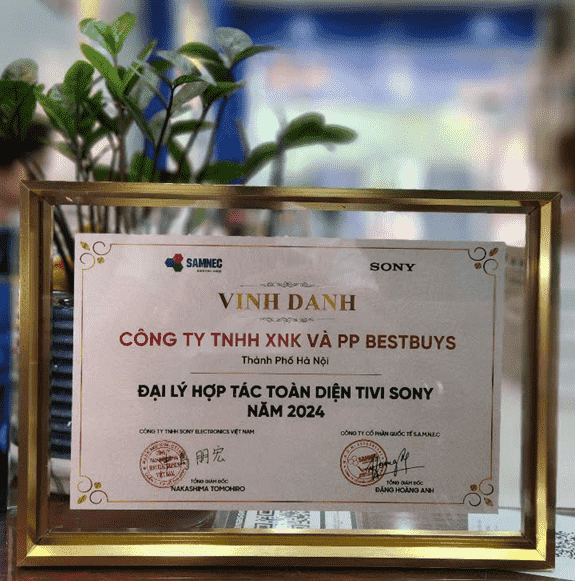 SAMNEC
SONY
VINH DANH
CÔNG TY TNHH XNK VÀ PP BESTBUYS
Thành Phố Hà Nội
ĐẠI LÝ HỢP TÁC TOÀN DIỆN TIVI SONY
NĂM 2024
CÔNG TY TNHH SONY ELECTRONICS VIỆT NAM
CÔNG TY CỔ PHẦN QUỐC TẾ S.A.M.N.E.C
TỔNG GIÁM ĐỐC
NAKASHIMA TOMOHIRO
TỔNG GIÁM ĐỐC
ĐẶNG HOÀNG ANH